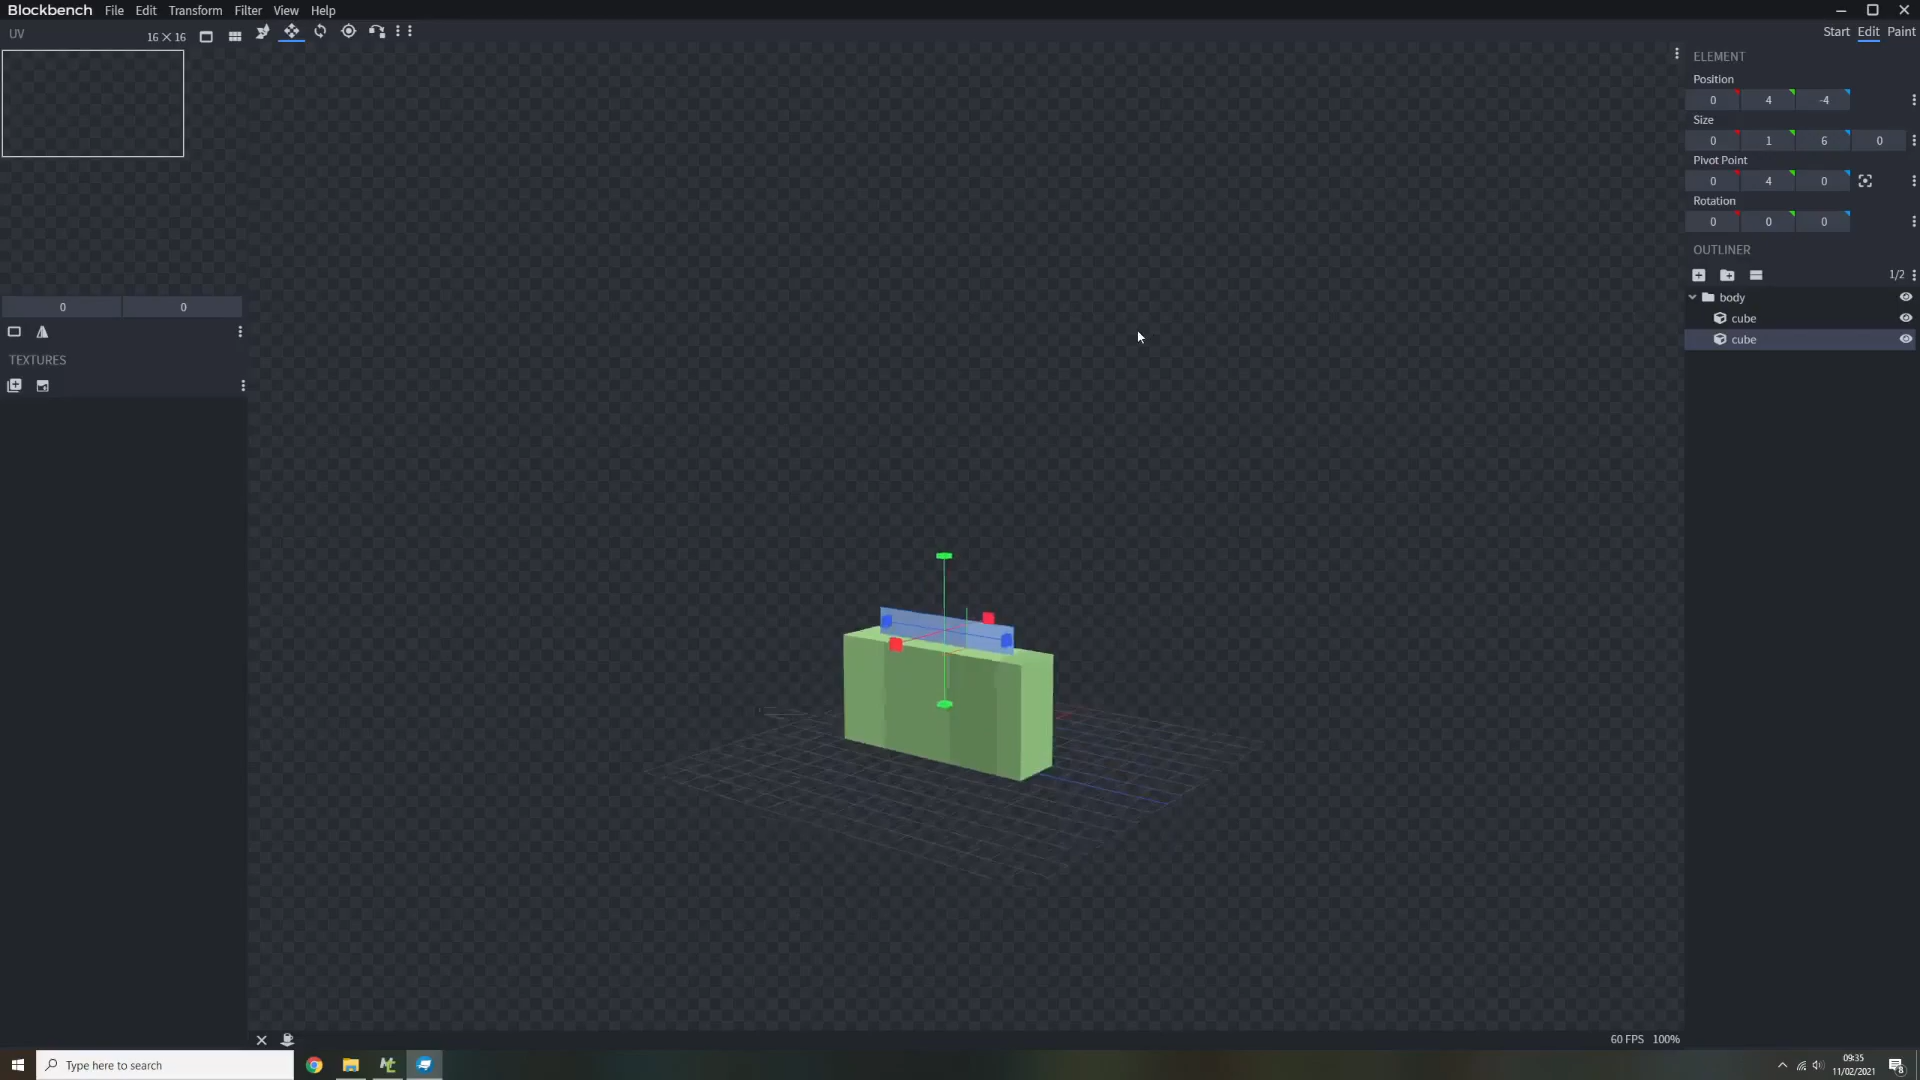 Blockbench File Edit Transform Filter View Help
UV 16 × 16
Start Edit Paint
ELEMENT
Position
0 4 -4
Size
0 1 6 0
Pivot Point
0 4 0
Rotation
0 0 0
OUTLINER
1/2
body
cube
cube
0 0
TEXTURES
60 FPS 100%
Type here to search
09:35
11/02/2021